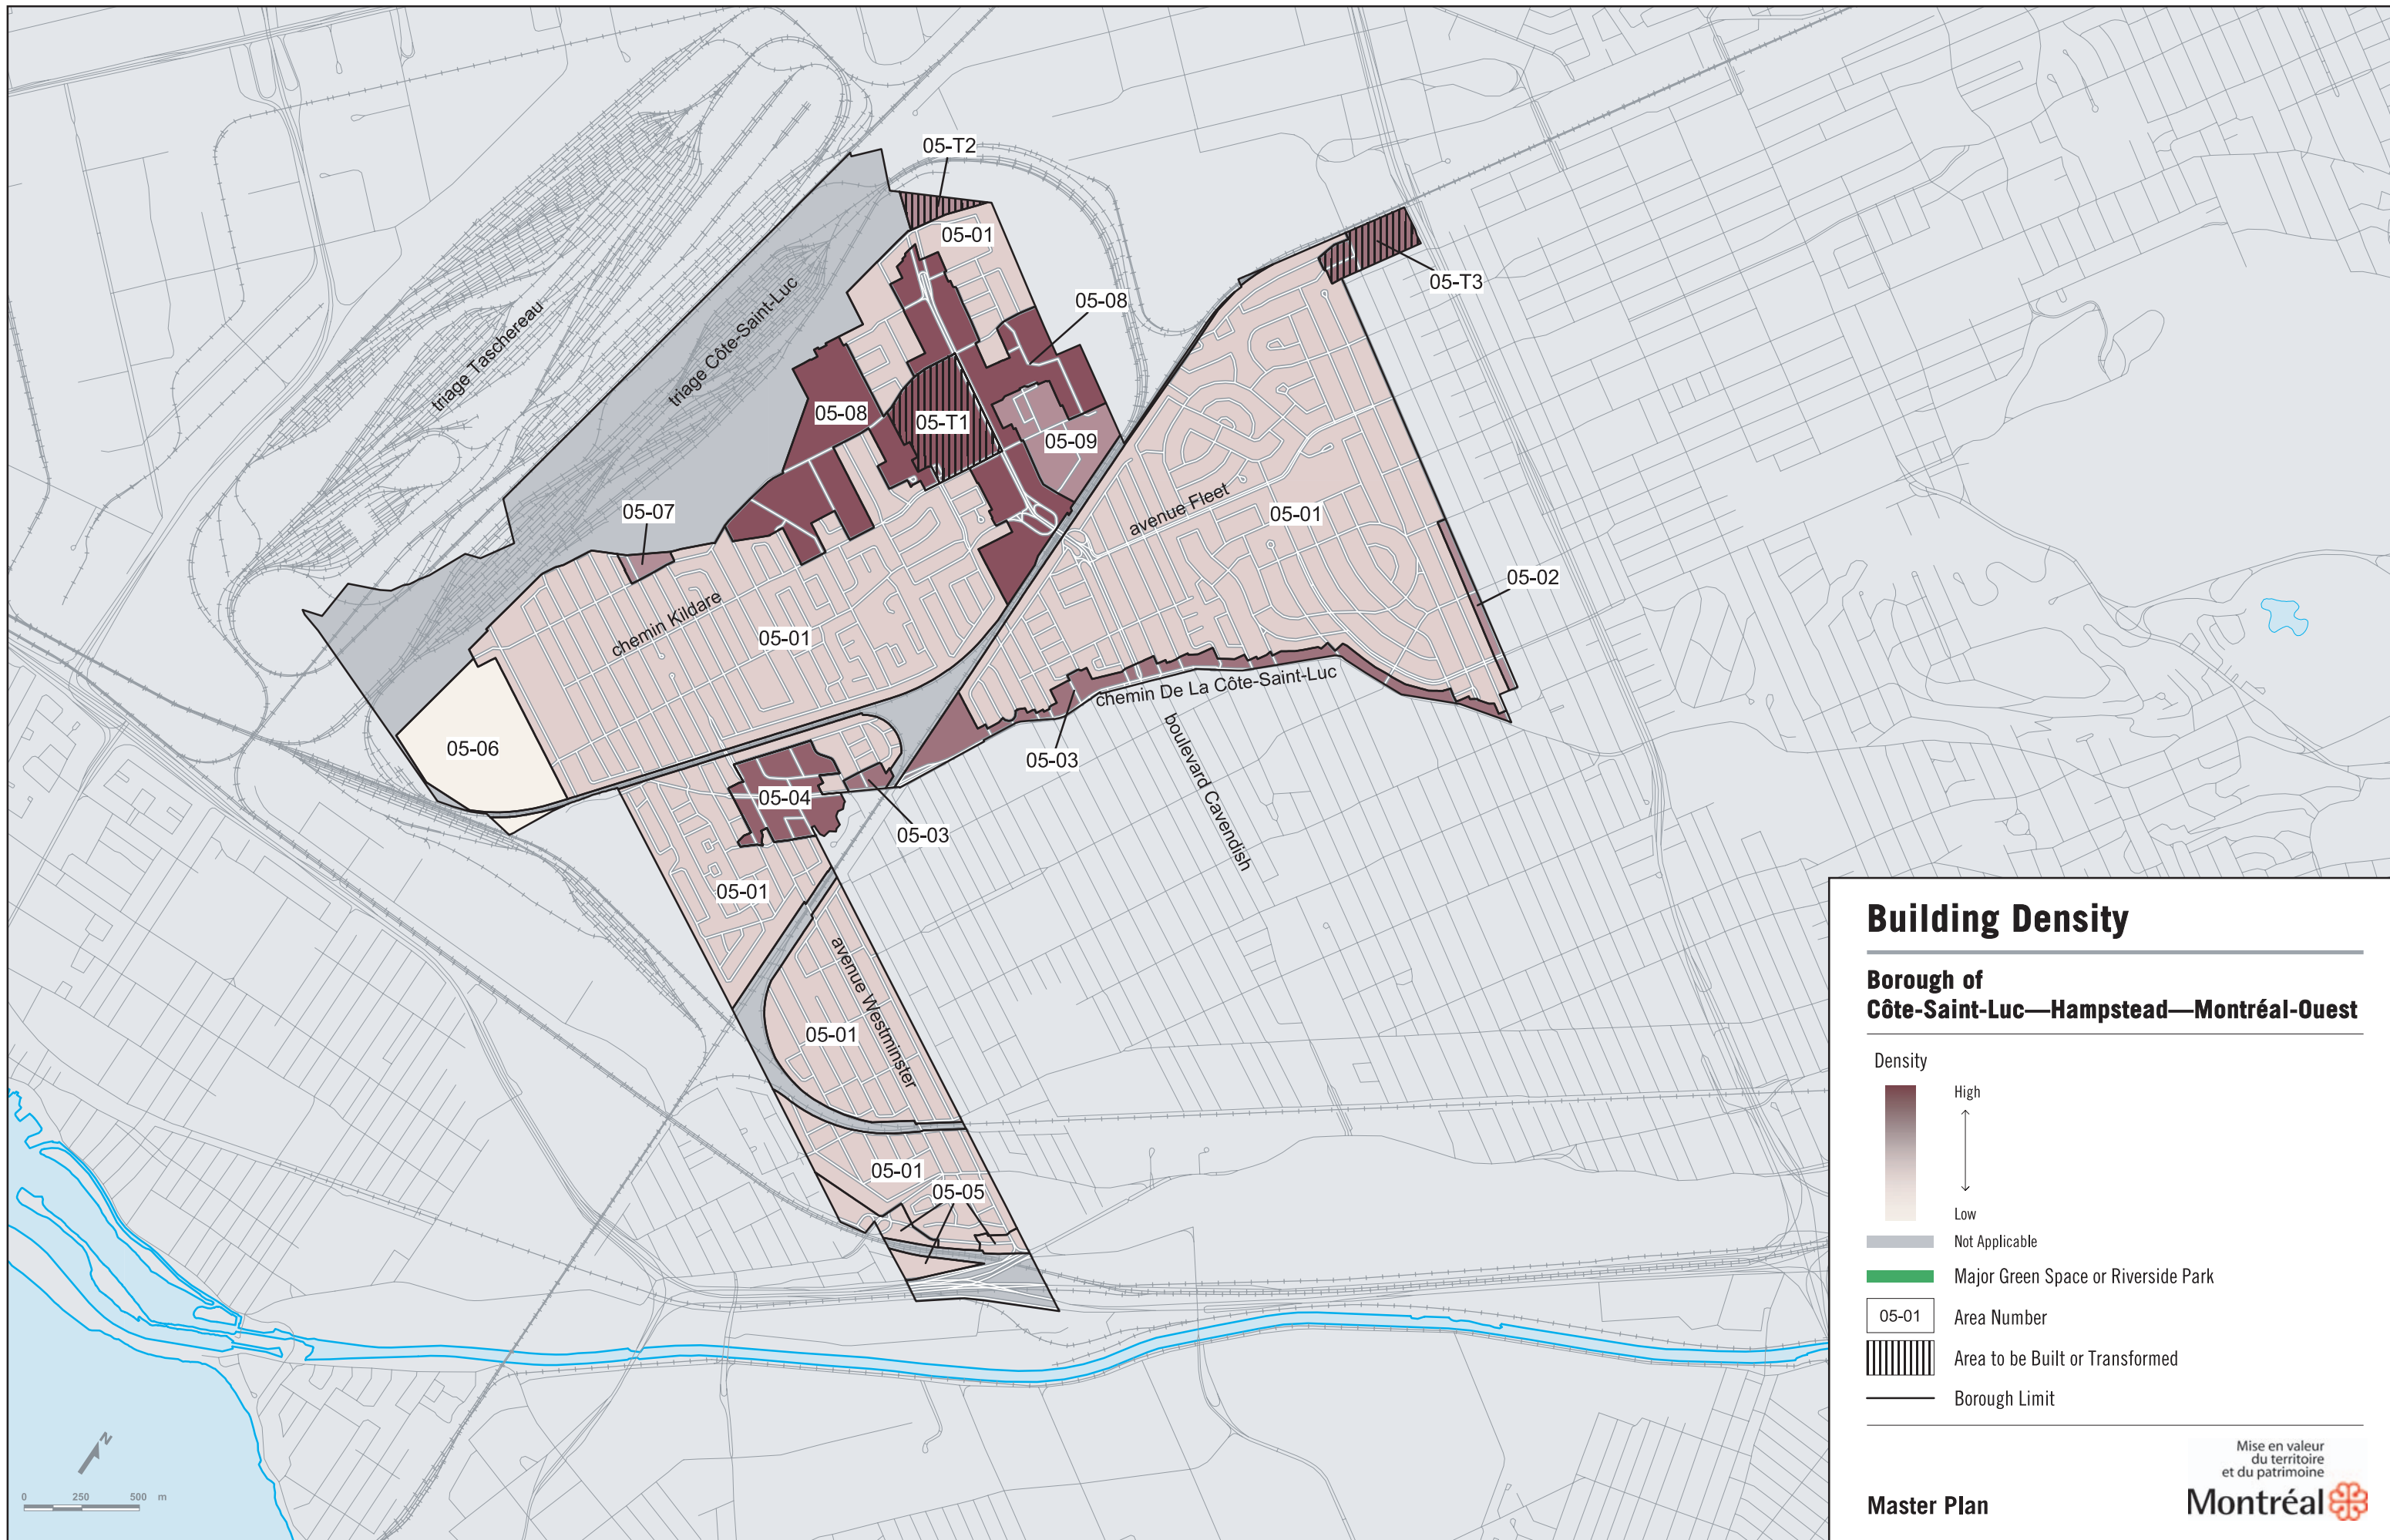 05-T2
05-01
05-T3
05-08
triage Côte-Saint-Luc
triage Taschereau
05-08
05-T1
05-09
avenue Fleet
05-01
05-07
05-02
chemin Kildare
05-01
chemin De La Côte-Saint-Luc
05-03
boulevard Cavendish
05-06
05-04
05-03
05-01
avenue Westminster
05-01
05-01
05-05
N
0 250 500 m
Building Density
Borough of
Côte-Saint-Luc—Hampstead—Montréal-Ouest
Density
High
Low
Not Applicable
Major Green Space or Riverside Park
05-01 Area Number
Area to be Built or Transformed
Borough Limit
Mise en valeur
du territoire
et du patrimoine
Master Plan
Montréal